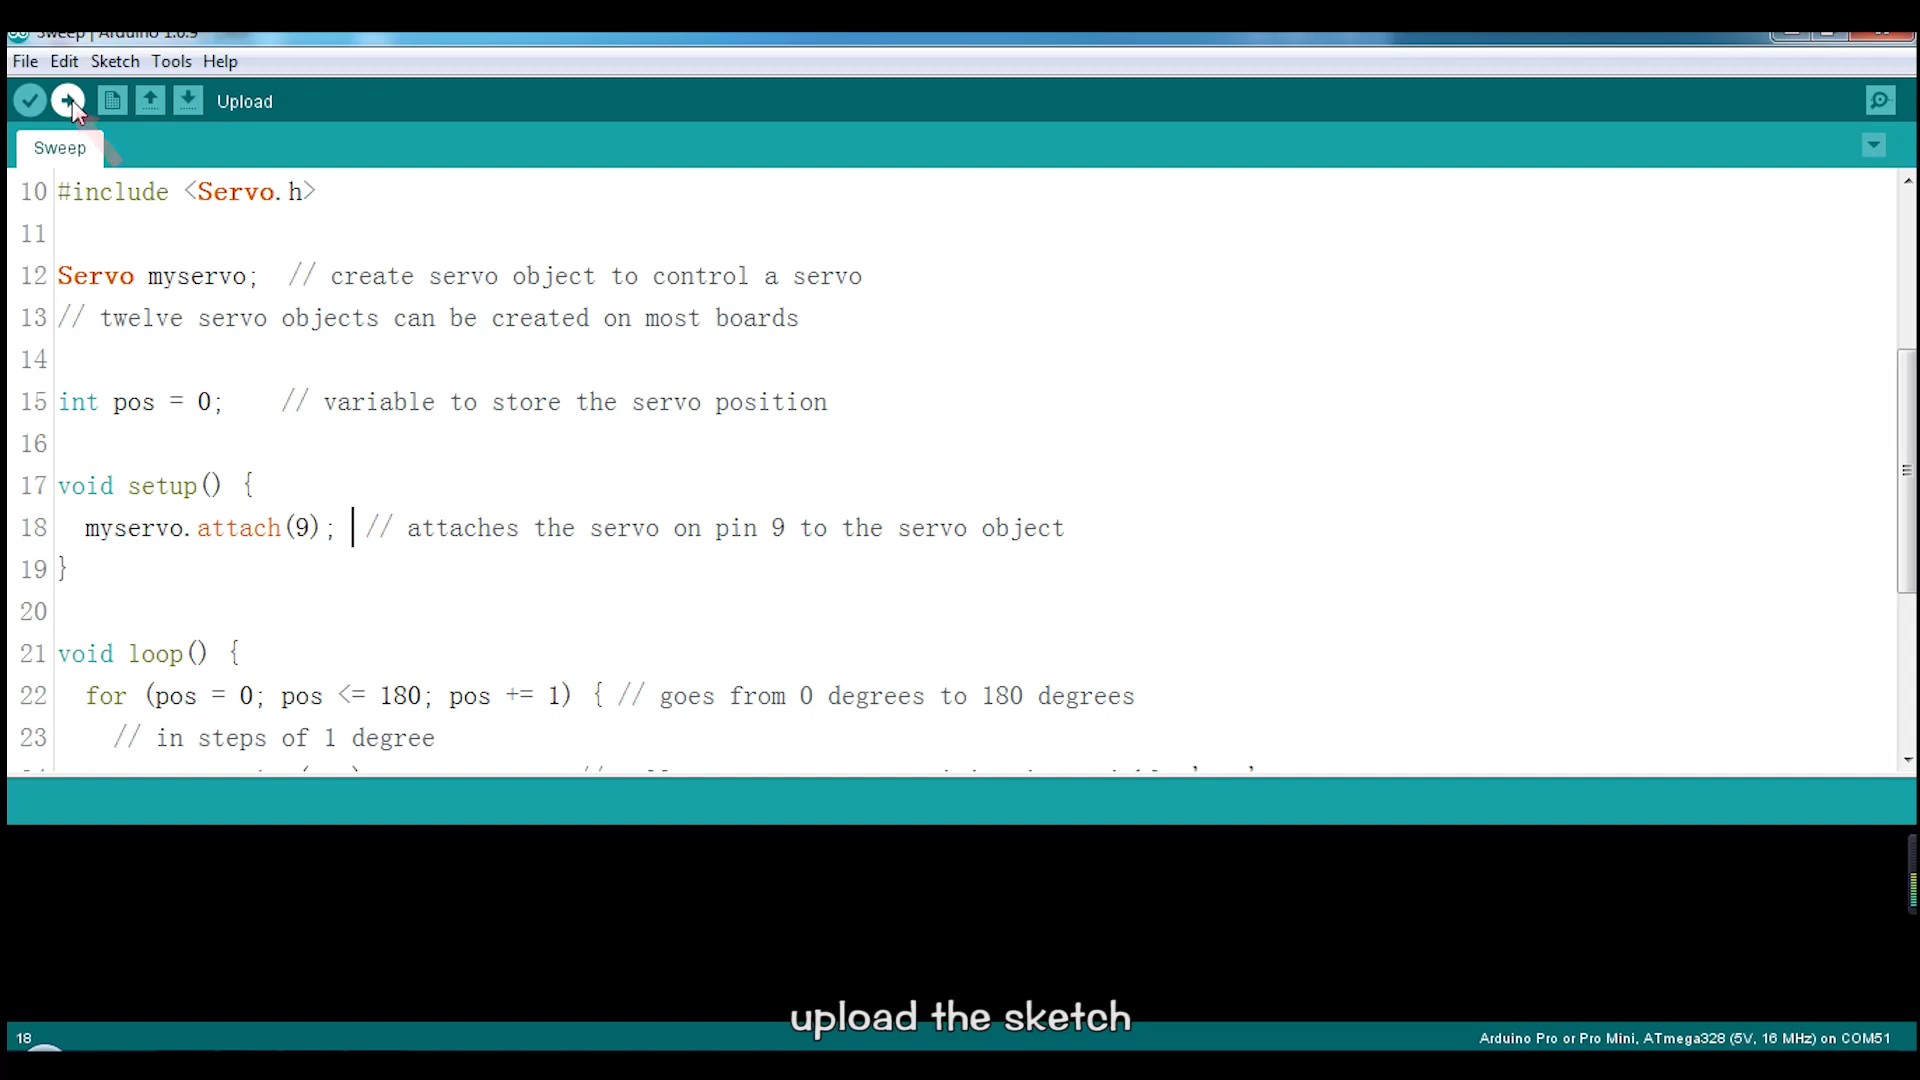 Sweep | Arduino 1.6.9
File Edit Sketch Tools Help
Upload
Sweep
10 #include <Servo.h>
11
12 Servo myservo;  // create servo object to control a servo
13 // twelve servo objects can be created on most boards
14
15 int pos = 0;    // variable to store the servo position
16
17 void setup() {
18   myservo.attach(9);  // attaches the servo on pin 9 to the servo object
19 }
20
21 void loop() {
22   for (pos = 0; pos <= 180; pos += 1) { // goes from 0 degrees to 180 degrees
23     // in steps of 1 degree
upload the sketch
18
Arduino Pro or Pro Mini, ATmega328 (5V, 16 MHz) on COM51